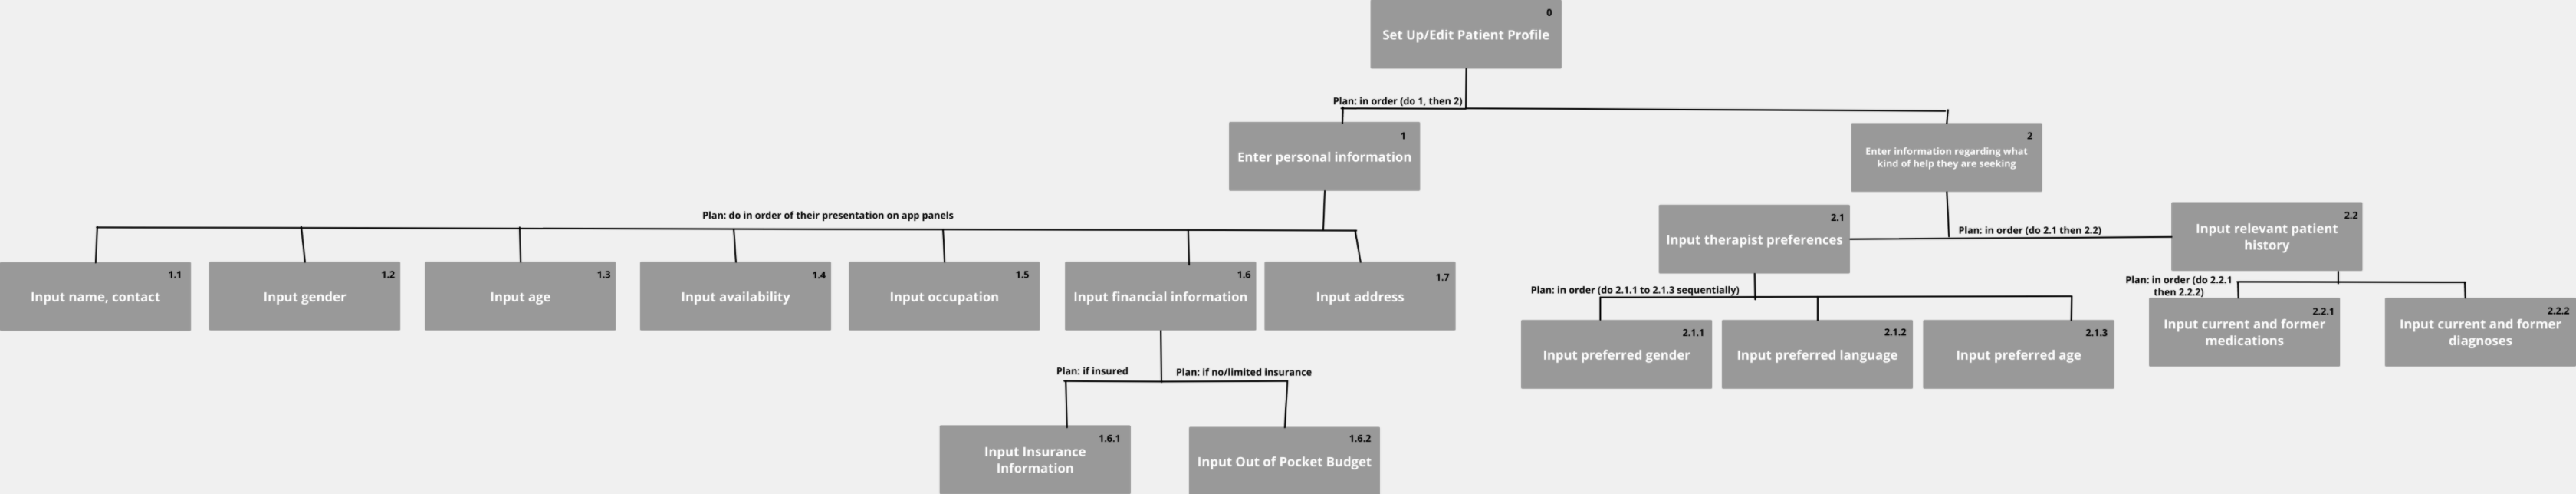 0
Set Up/Edit Patient Profile
Plan: in order (do 1, then 2)
1
Enter personal information
2
Enter information regarding what
kind of help they are seeking
Plan: do in order of their presentation on app panels
1.1
Input name, contact
1.2
Input gender
1.3
Input age
1.4
Input availability
1.5
Input occupation
1.6
Input financial information
1.7
Input address
Plan: if insured
Plan: if no/limited insurance
1.6.1
Input Insurance
Information
1.6.2
Input Out of Pocket Budget
2.1
Input therapist preferences
Plan: in order (do 2.1 then 2.2)
2.2
Input relevant patient
history
Plan: in order (do 2.1.1 to 2.1.3 sequentially)
2.1.1
Input preferred gender
2.1.2
Input preferred language
2.1.3
Input preferred age
Plan: in order (do 2.2.1
then 2.2.2)
2.2.1
Input current and former
medications
2.2.2
Input current and former
diagnoses